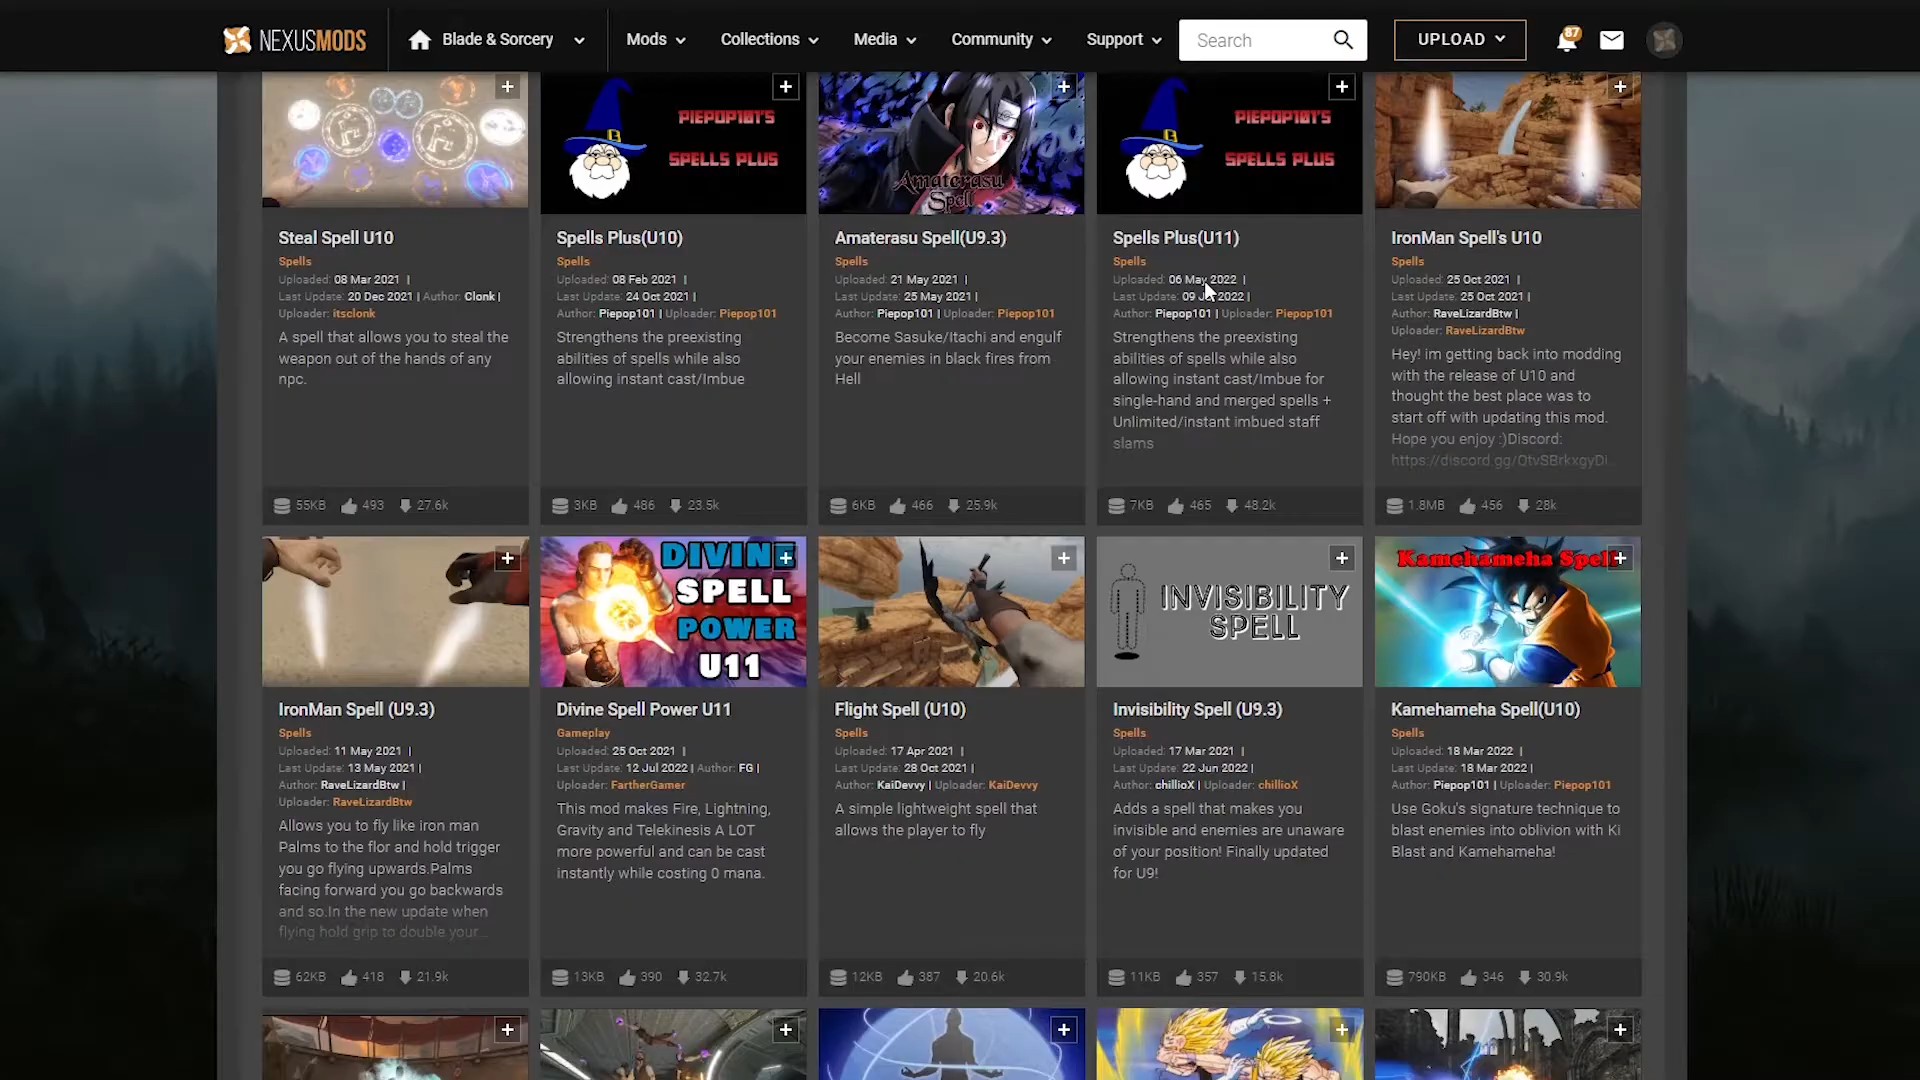 NEXUSMODS
Blade & Sorcery
Mods
Collections
Media
Community
Support
Search
UPLOAD
87
PIEPOP101'S
SPELLS PLUS
Amaterasu
Spell
PIEPOP101'S
SPELLS PLUS
Steal Spell U10
Spells
Uploaded: 08 Mar 2021 |
Last Update: 20 Dec 2021 | Author: Clonk |
Uploader: itsclonk
A spell that allows you to steal the
weapon out of the hands of any
npc.
55KB 493 27.6k
Spells Plus(U10)
Spells
Uploaded: 08 Feb 2021 |
Last Update: 24 Oct 2021 |
Author: Piepop101 | Uploader: Piepop101
Strengthens the preexisting
abilities of spells while also
allowing instant cast/Imbue
3KB 486 23.5k
Amaterasu Spell(U9.3)
Spells
Uploaded: 21 May 2021 |
Last Update: 25 May 2021 |
Author: Piepop101 | Uploader: Piepop101
Become Sasuke/Itachi and engulf
your enemies in black fires from
Hell
6KB 466 25.9k
Spells Plus(U11)
Spells
Uploaded: 06 May 2022 |
Last Update: 09 2022 |
Author: Piepop101 | Uploader: Piepop101
Strengthens the preexisting
abilities of spells while also
allowing instant cast/Imbue for
single-hand and merged spells +
Unlimited/instant imbued staff
slams
7KB 465 48.2k
IronMan Spell's U10
Spells
Uploaded: 25 Oct 2021 |
Last Update: 25 Oct 2021 |
Author: RaveLizardBtw |
Uploader: RaveLizardBtw
Hey! im getting back into modding
with the release of U10 and
thought the best place was to
start off with updating this mod.
Hope you enjoy :)Discord:
https://discord.gg/QtvSBrkxgyDi...
1.8MB 456 28k
DIVINE
SPELL
POWER
U11
INVISIBILITY
SPELL
Kamehameha Spell
IronMan Spell (U9.3)
Spells
Uploaded: 11 May 2021 |
Last Update: 13 May 2021 |
Author: RaveLizardBtw |
Uploader: RaveLizardBtw
Allows you to fly like iron man
Palms to the flor and hold trigger
you go flying upwards.Palms
facing forward you go backwards
and so.In the new update when
flying hold grip to double your...
62KB 418 21.9k
Divine Spell Power U11
Gameplay
Uploaded: 25 Oct 2021 |
Last Update: 12 Jul 2022 | Author: FG |
Uploader: FartherGamer
This mod makes Fire, Lightning,
Gravity and Telekinesis A LOT
more powerful and can be cast
instantly while costing 0 mana.
13KB 390 32.7k
Flight Spell (U10)
Spells
Uploaded: 17 Apr 2021 |
Last Update: 28 Oct 2021 |
Author: KaiDevvy | Uploader: KaiDevvy
A simple lightweight spell that
allows the player to fly
12KB 387 20.6k
Invisibility Spell (U9.3)
Spells
Uploaded: 17 Mar 2021 |
Last Update: 22 Jun 2022 |
Author: chillioX | Uploader: chillioX
Adds a spell that makes you
invisible and enemies are unaware
of your position! Finally updated
for U9!
11KB 357 15.8k
Kamehameha Spell(U10)
Spells
Uploaded: 18 Mar 2022 |
Last Update: 18 Mar 2022 |
Author: Piepop101 | Uploader: Piepop101
Use Goku's signature technique to
blast enemies into oblivion with Ki
Blast and Kamehameha!
790KB 346 30.9k